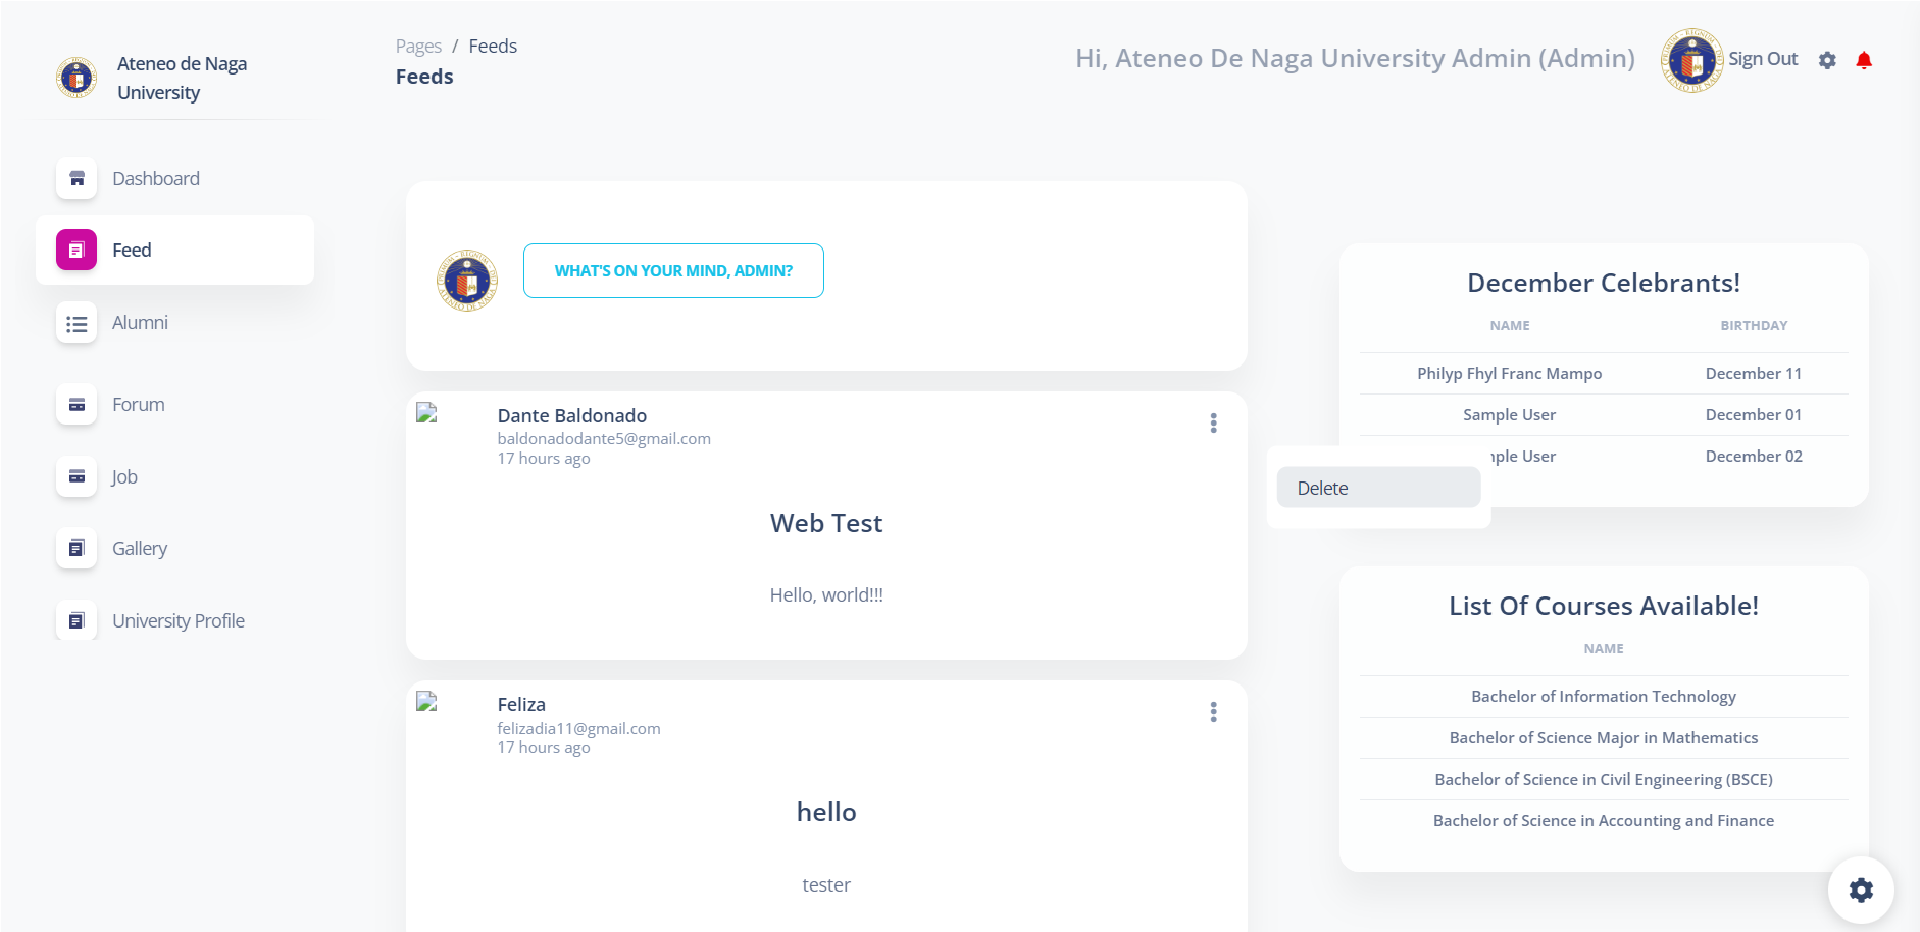 Ateneo de Naga
University
Dashboard
Feed
Alumni
Forum
Job
Gallery
University Profile
Pages / Feeds
Feeds
Hi, Ateneo De Naga University Admin (Admin)
Sign Out
WHAT'S ON YOUR MIND, ADMIN?
Dante Baldonado
baldonadodante5@gmail.com
17 hours ago
Web Test
Hello, world!!!
Feliza
felizadia11@gmail.com
17 hours ago
hello
tester
December Celebrants!
NAME BIRTHDAY
Philyp Fhyl Franc Mampo December 11
Sample User December 01
mple User December 02
Delete
List Of Courses Available!
NAME
Bachelor of Information Technology
Bachelor of Science Major in Mathematics
Bachelor of Science in Civil Engineering (BSCE)
Bachelor of Science in Accounting and Finance